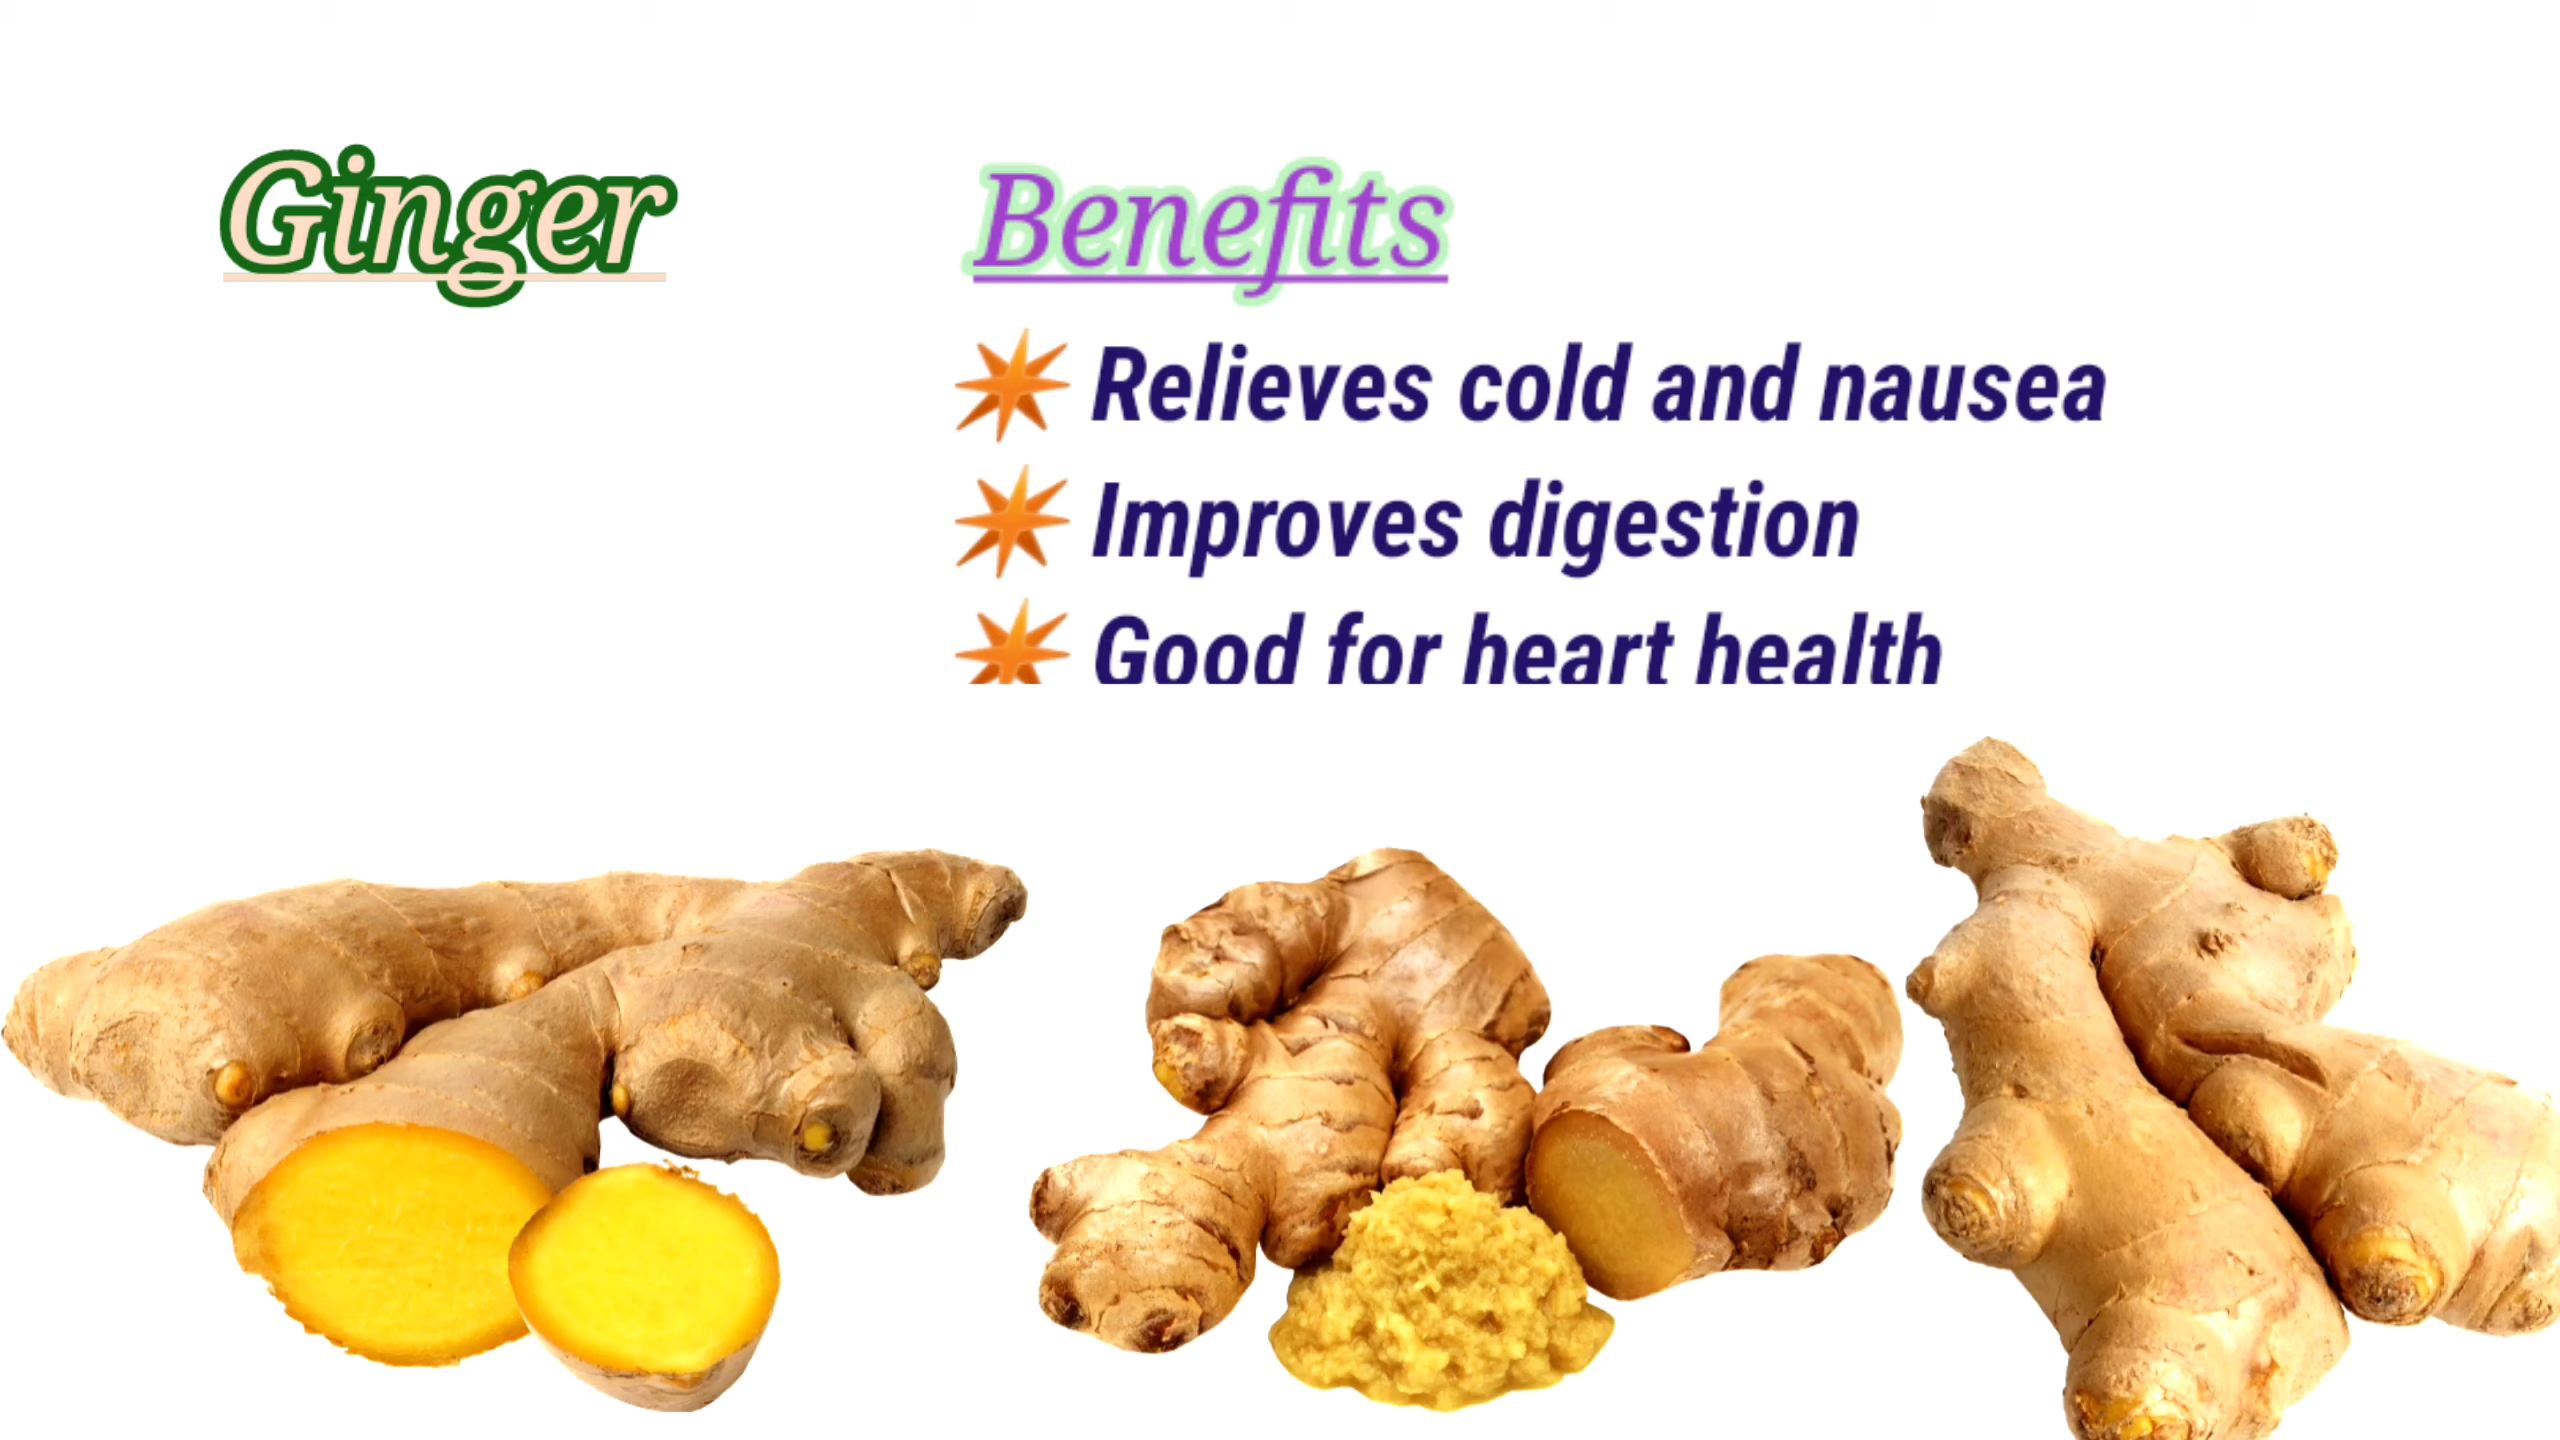 Ginger
Benefits
Relieves cold and nausea
Improves digestion
Good for heart health